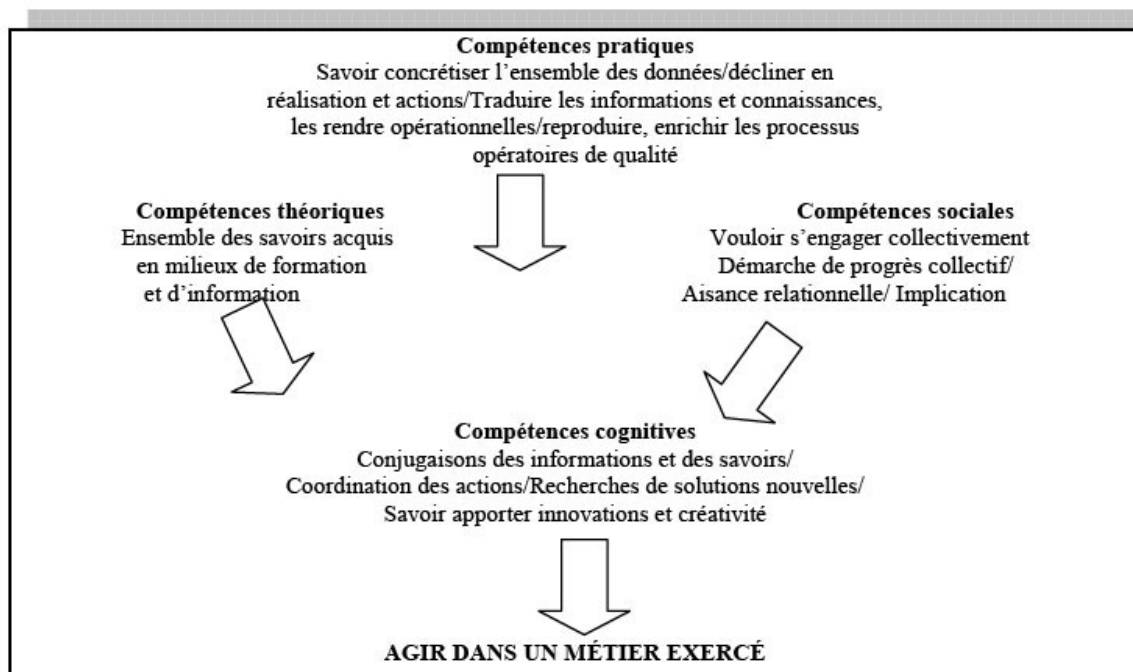 Compétences pratiques
Savoir concrétiser l’ensemble des données/décliner en
réalisation et actions/Traduire les informations et connaissances,
les rendre opérationnelles/reproduire, enrichir les processus
opératoires de qualité
Compétences théoriques
Ensemble des savoirs acquis
en milieux de formation
et d’information
Compétences sociales
Vouloir s’engager collectivement
Démarche de progrès collectif/
Aisance relationnelle/ Implication
Compétences cognitives
Conjugaisons des informations et des savoirs/
Coordination des actions/Recherches de solutions nouvelles/
Savoir apporter innovations et créativité
AGIR DANS UN MÉTIER EXERCÉ